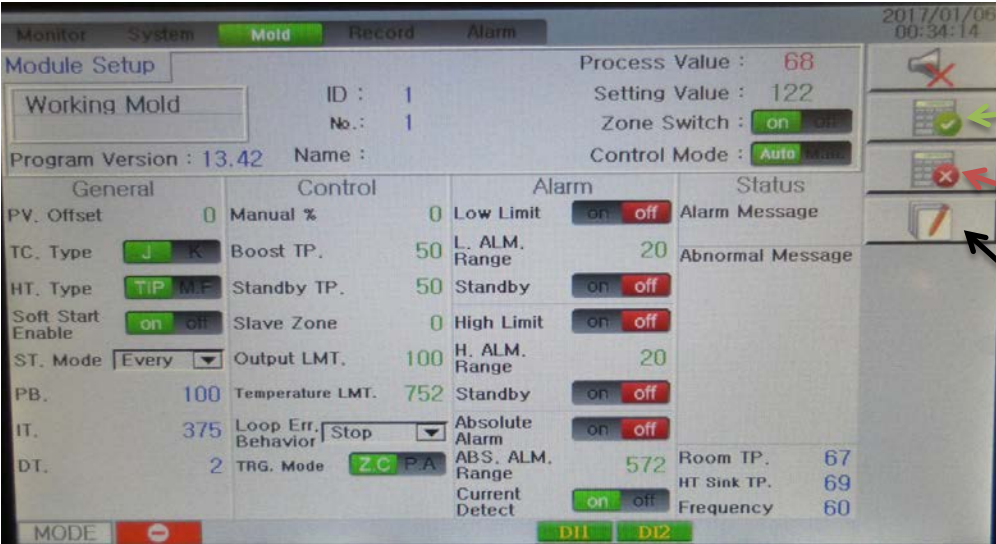 Monitor System Mold Record Alarm
2017/01/06
00:34:14
Module Setup
Working Mold
ID : 1
No.: 1
Program Version : 13.42 Name :
Process Value : 68
Setting Value : 122
Zone Switch : on off
Control Mode : Auto Man.
General
PV. Offset 0
TC. Type J K
HT. Type TIP M.F
Soft Start
Enable on off
ST. Mode Every
PB. 100
IT. 375
DT. 2
Control
Manual % 0
Boost TP. 50
Standby TP. 50
Slave Zone 0
Output LMT. 100
Temperature LMT. 752
Loop Err.
Behavior Stop
TRG. Mode Z.C P.A
Alarm
Low Limit on off
L. ALM.
Range 20
Standby on off
High Limit on off
H. ALM.
Range 20
Standby on off
Absolute
Alarm on off
ABS. ALM.
Range 572
Current
Detect on off
Status
Alarm Message
Abnormal Message
Room TP. 67
HT Sink TP. 69
Frequency 60
MODE
DI1 DI2